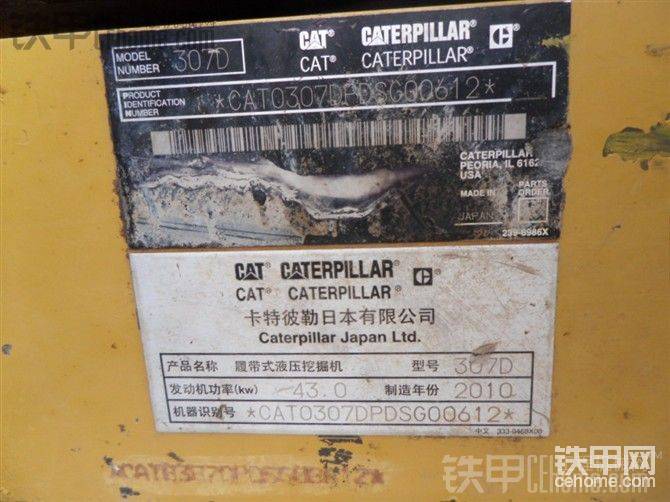 铁甲
cehome.com
MODEL NUMBER 307D
CAT® CATERPILLAR®
CAT® CATERPILLAR®
PRODUCT IDENTIFICATION NUMBER *CAT0307DPDSG00612*
CATERPILLAR
PEORIA, IL
USA
MADE IN
JAPAN
PARTS ORDER
CAT CATERPILLAR®
CAT® CATERPILLAR®
卡特彼勒日本有限公司
Caterpillar Japan Ltd.
产品名称 履带式液压挖掘机 型号 307D
发动机功率(kw) 43.0 制造年份 2010
机器识别号 *CAT0307DPDSG00612*
中文
铁甲网
cehome.com